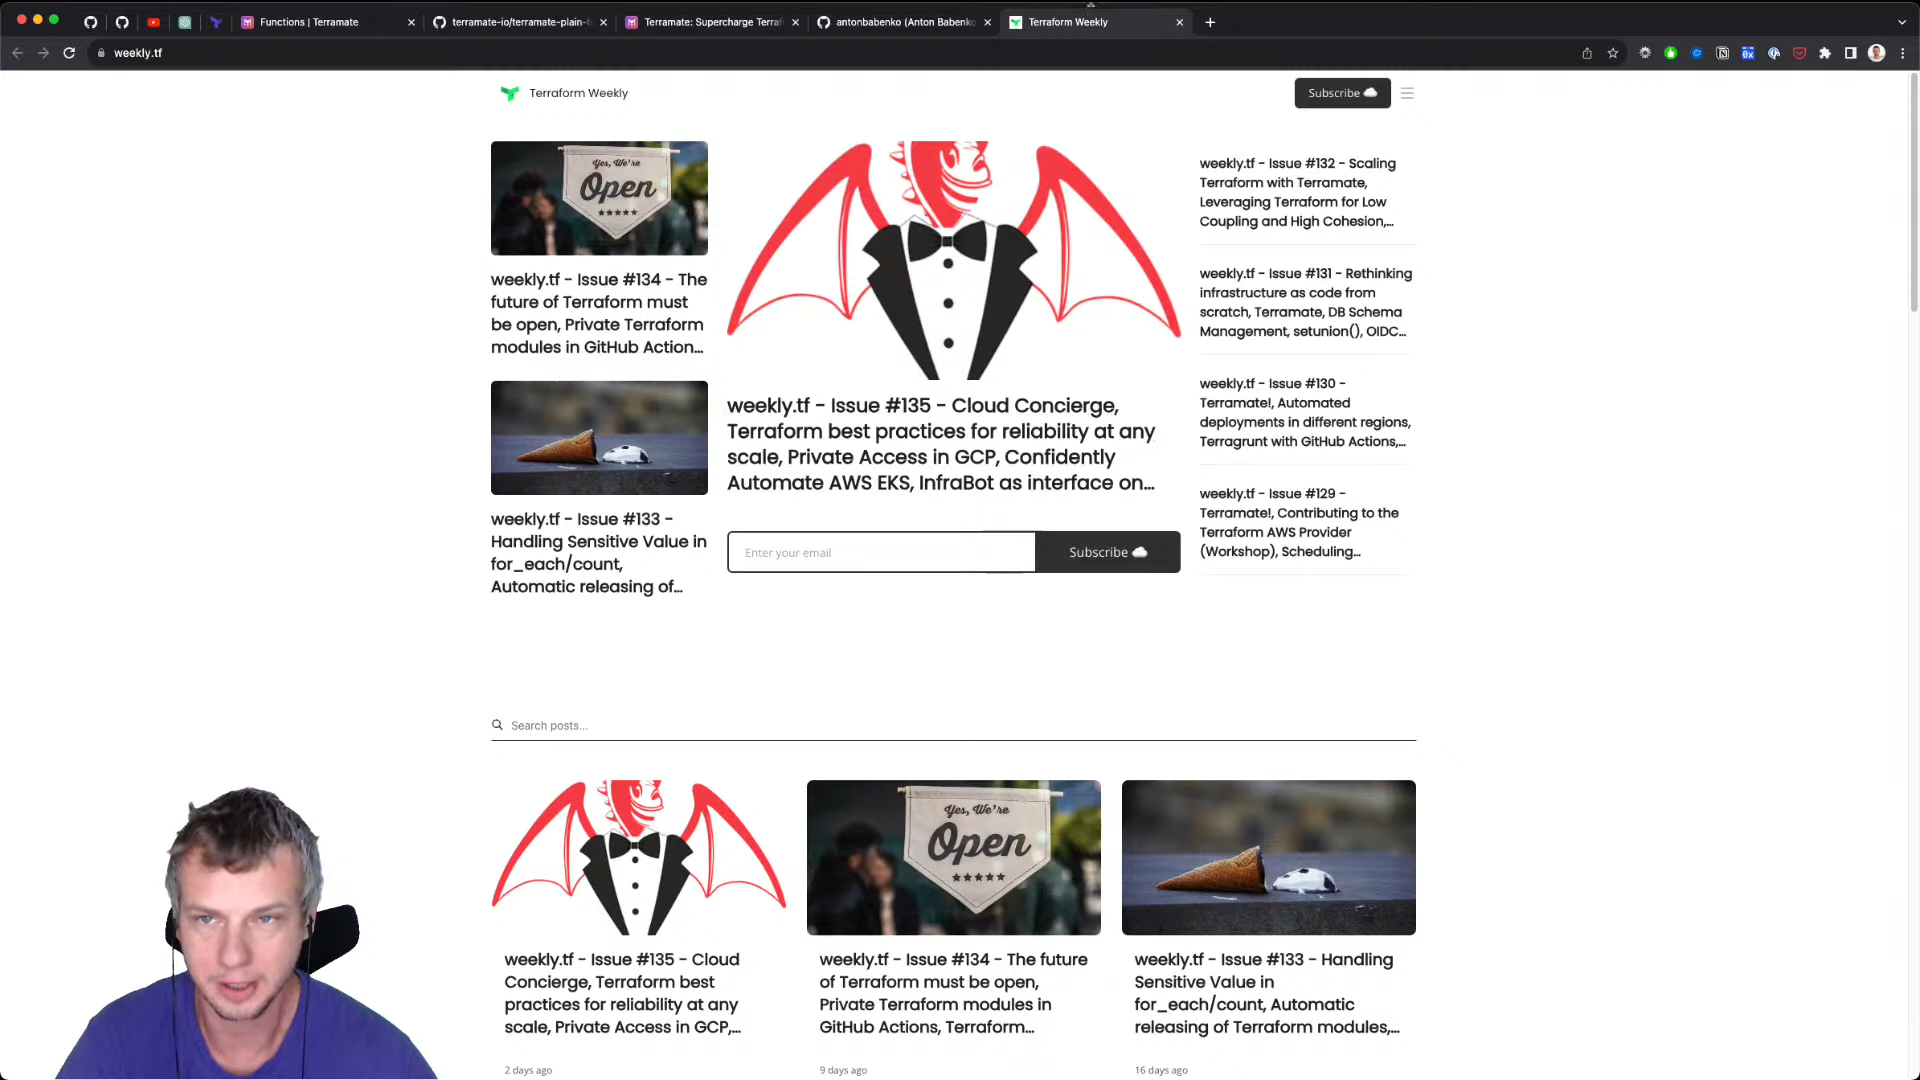 Functions | Terramate
terramate-io/terramate-plain-t
Terramate: Supercharge Terraf
antonbabenko (Anton Babenko
Terraform Weekly
weekly.tf
Terraform Weekly
Subscribe
Yes, We're
Open
weekly.tf - Issue #134 - The
future of Terraform must
be open, Private Terraform
modules in GitHub Action...
weekly.tf - Issue #133 -
Handling Sensitive Value in
for_each/count,
Automatic releasing of...
weekly.tf - Issue #135 - Cloud Concierge,
Terraform best practices for reliability at any
scale, Private Access in GCP, Confidently
Automate AWS EKS, InfraBot as interface on...
Enter your email
Subscribe
weekly.tf - Issue #132 - Scaling
Terraform with Terramate,
Leveraging Terraform for Low
Coupling and High Cohesion,...
weekly.tf - Issue #131 - Rethinking
infrastructure as code from
scratch, Terramate, DB Schema
Management, setunion(), OIDC...
weekly.tf - Issue #130 -
Terramate!, Automated
deployments in different regions,
Terragrunt with GitHub Actions,...
weekly.tf - Issue #129 -
Terramate!, Contributing to the
Terraform AWS Provider
(Workshop), Scheduling...
Search posts...
Yes, We're
Open
weekly.tf - Issue #135 - Cloud
Concierge, Terraform best
practices for reliability at any
scale, Private Access in GCP,...
2 days ago
weekly.tf - Issue #134 - The future
of Terraform must be open,
Private Terraform modules in
GitHub Actions, Terraform...
9 days ago
weekly.tf - Issue #133 - Handling
Sensitive Value in
for_each/count, Automatic
releasing of Terraform modules,...
16 days ago